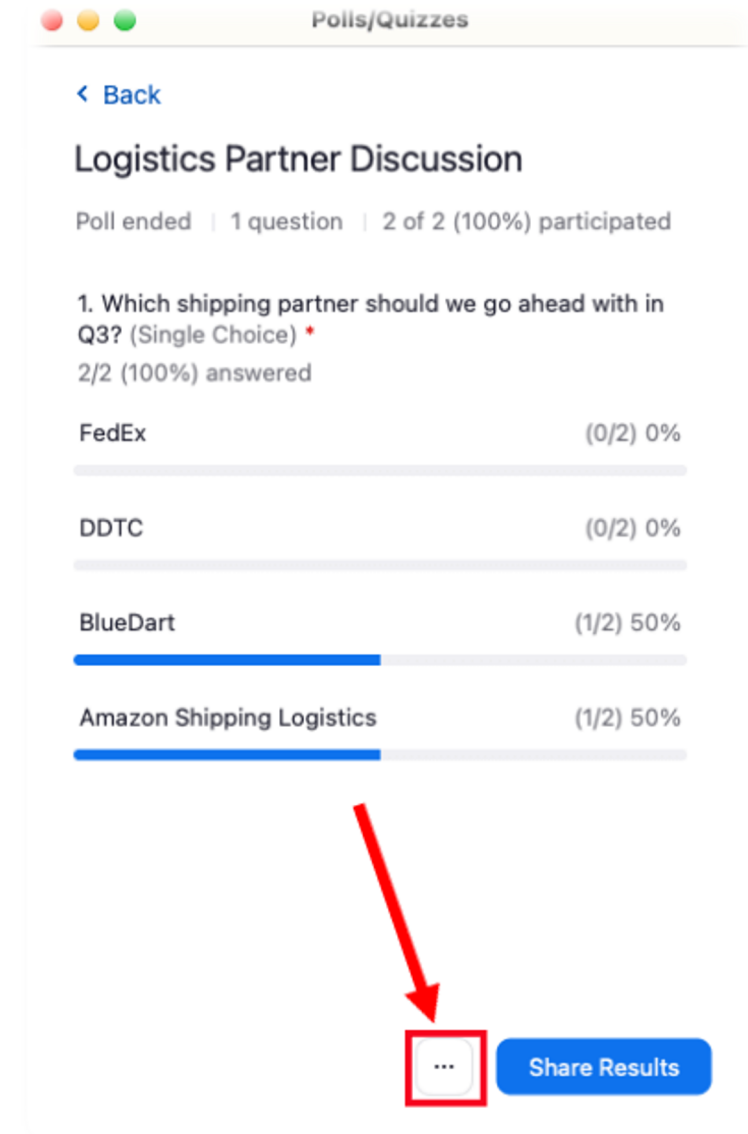 Polls/Quizzes
< Back
Logistics Partner Discussion
Poll ended | 1 question | 2 of 2 (100%) participated
1. Which shipping partner should we go ahead with in
Q3? (Single Choice) *
2/2 (100%) answered
FedEx (0/2) 0%
DDTC (0/2) 0%
BlueDart (1/2) 50%
Amazon Shipping Logistics (1/2) 50%
... Share Results